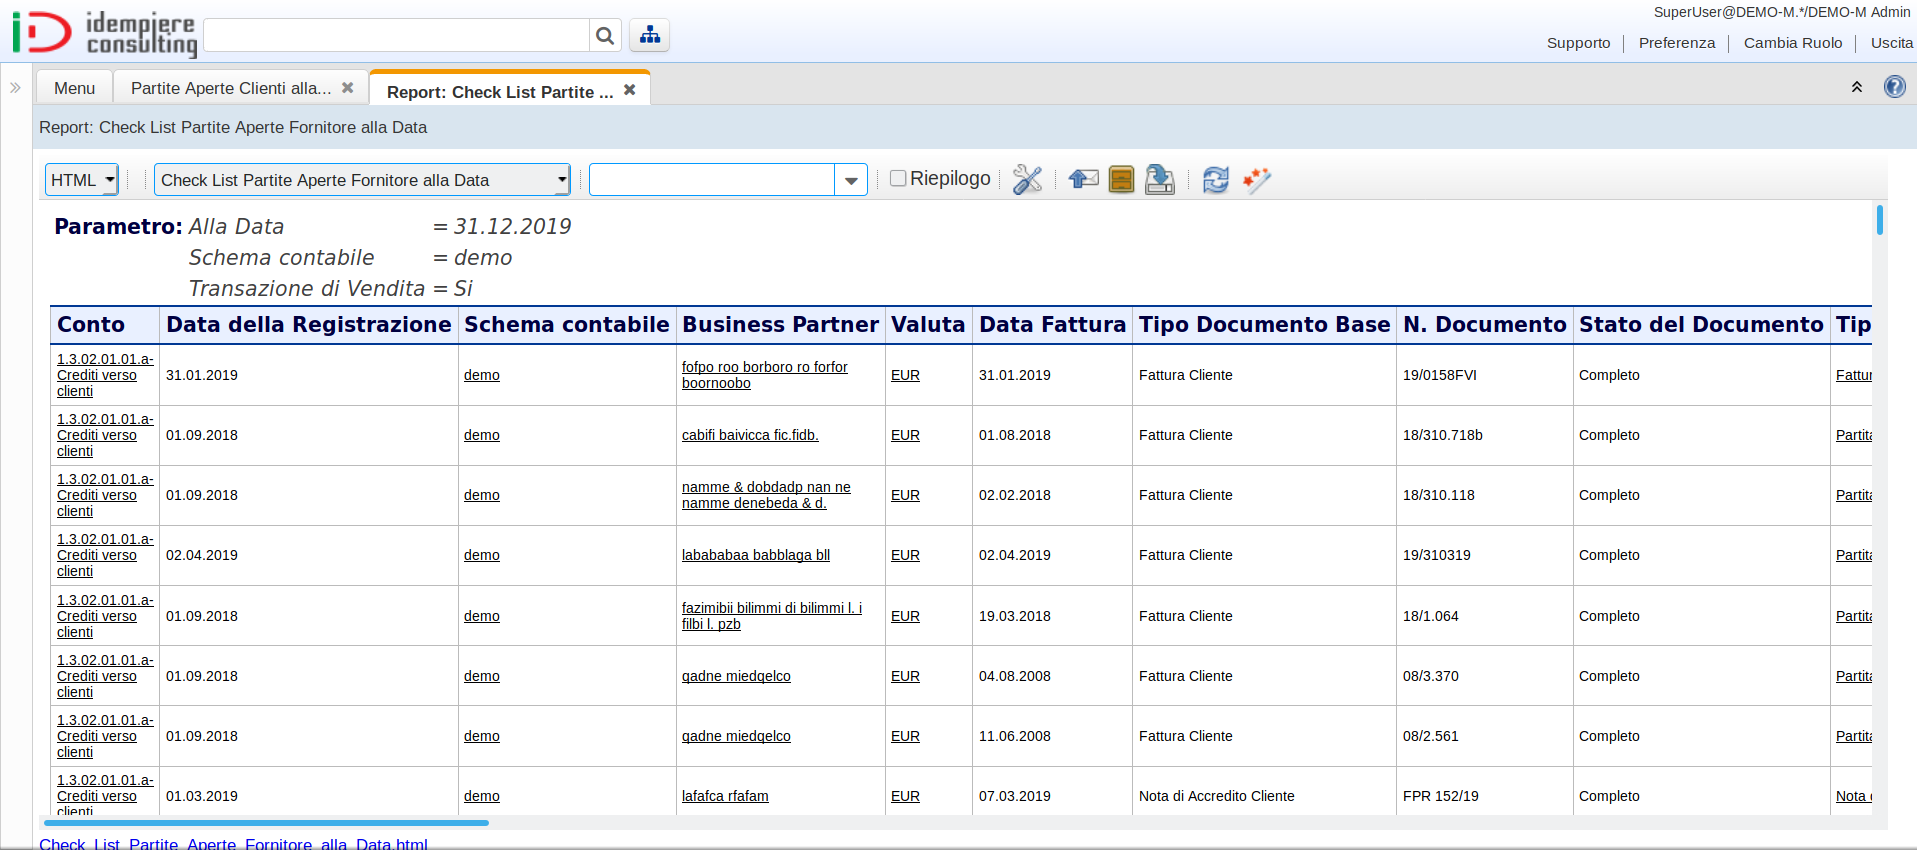 SuperUser@DEMO-M.*/DEMO-M Admin
idempiere
consulting
Supporto Preferenza Cambia Ruolo Uscita
Menu Partite Aperte Clienti alla... Report: Check List Partite ...
Report: Check List Partite Aperte Fornitore alla Data
HTML Check List Partite Aperte Fornitore alla Data Riepilogo
Parametro: Alla Data = 31.12.2019
Schema contabile = demo
Transazione di Vendita = Si
Conto Data della Registrazione Schema contabile Business Partner Valuta Data Fattura Tipo Documento Base N. Documento Stato del Documento Tip
1.3.02.01.01.a-
Crediti verso
clienti
31.01.2019 demo
fofpo roo borboro ro forfor
boornoobo
EUR 31.01.2019 Fattura Cliente 19/0158FVI Completo Fattur
1.3.02.01.01.a-
Crediti verso
clienti
01.09.2018 demo cabifi baivicca fic.fidb. EUR 01.08.2018 Fattura Cliente 18/310.718b Completo Partita
1.3.02.01.01.a-
Crediti verso
clienti
01.09.2018 demo
namme & dobdadp nan ne
namme denebeda & d.
EUR 02.02.2018 Fattura Cliente 18/310.118 Completo Partita
1.3.02.01.01.a-
Crediti verso
clienti
02.04.2019 demo labababaa babblaga bll EUR 02.04.2019 Fattura Cliente 19/310319 Completo Partita
1.3.02.01.01.a-
Crediti verso
clienti
01.09.2018 demo
fazimibii bilimmi di bilimmi l. i
filbi l. pzb
EUR 19.03.2018 Fattura Cliente 18/1.064 Completo Partita
1.3.02.01.01.a-
Crediti verso
clienti
01.09.2018 demo qadne miedqelco EUR 04.08.2008 Fattura Cliente 08/3.370 Completo Partita
1.3.02.01.01.a-
Crediti verso
clienti
01.09.2018 demo qadne miedqelco EUR 11.06.2008 Fattura Cliente 08/2.561 Completo Partita
1.3.02.01.01.a-
Crediti verso
clienti
01.03.2019 demo lafafca rfafam EUR 07.03.2019 Nota di Accredito Cliente FPR 152/19 Completo Nota
Check_List_Partite_Aperte_Fornitore_alla_Data.html